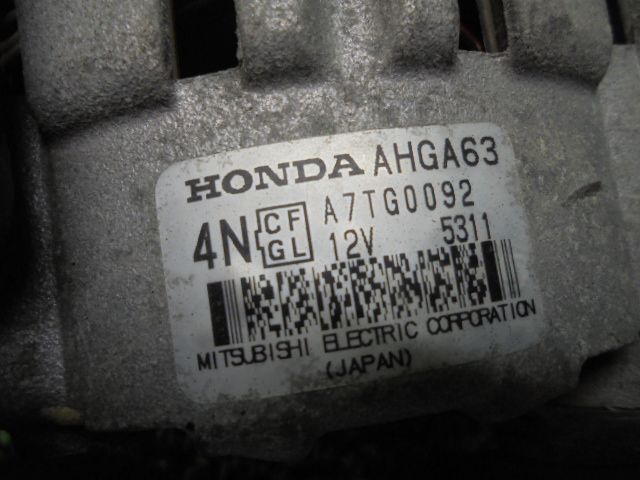 HONDA AHGA63
4N CF GL A7TG0092
12V 5311
MITSUBISHI ELECTRIC CORPORATION
(JAPAN)